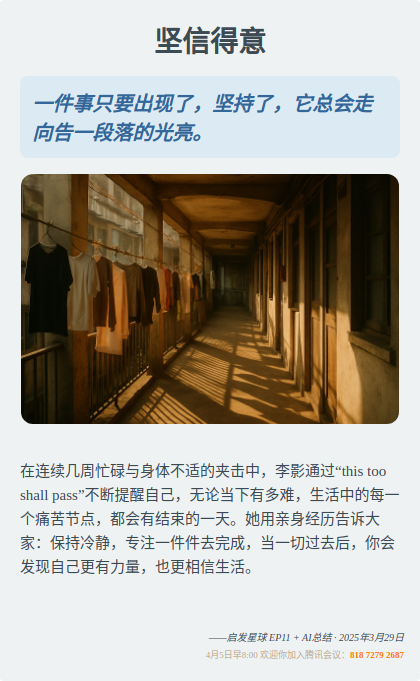 坚信得意
一件事只要出现了，坚持了，它总会走
向告一段落的光亮。
在连续几周忙碌与身体不适的夹击中，李影通过“this too
shall pass”不断提醒自己，无论当下有多难，生活中的每一
个痛苦节点，都会有结束的一天。她用亲身经历告诉大
家：保持冷静，专注一件件去完成，当一切过去后，你会
发现自己更有力量，也更相信生活。
——启发星球 EP11 + AI总结 · 2025年3月29日
4月5日早8:00 欢迎你加入腾讯会议：818 7279 2687